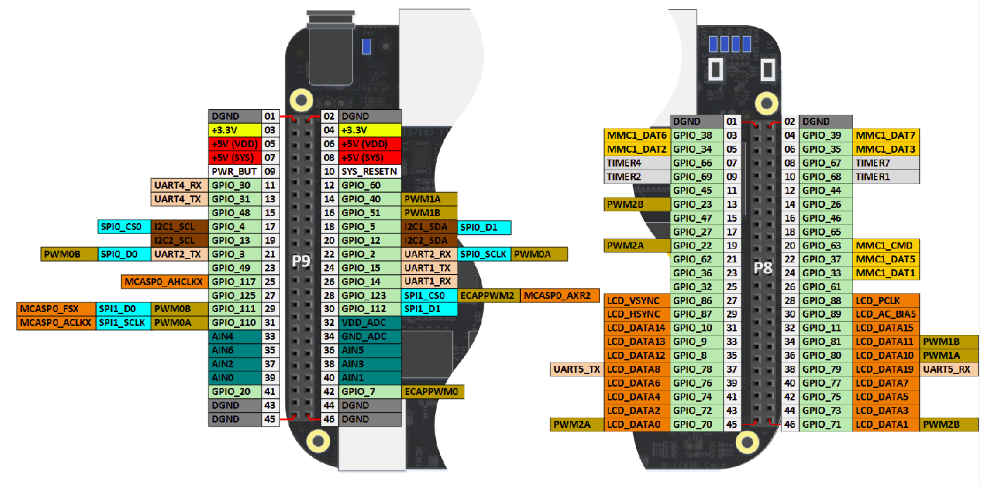 DGND 01 02 DGND
+3.3V 03 04 +3.3V
+5V (VDD) 05 06 +5V (VDD)
+5V (SYS) 07 08 +5V (SYS)
PWR_BUT 09 10 SYS_RESETN
UART4_RX GPIO_30 11 12 GPIO_60
UART4_TX GPIO_31 13 14 GPIO_40 PWM1A
GPIO_48 15 16 GPIO_51 PWM1B
SPI0_CS0 I2C1_SCL GPIO_4 17 18 GPIO_5 I2C1_SDA SPI0_D1
I2C2_SCL GPIO_13 19 20 GPIO_12 I2C2_SDA
PWM0B SPI0_D0 UART2_TX GPIO_3 21 22 GPIO_2 UART2_RX SPI0_SCLK PWM0A
GPIO_49 23 24 GPIO_15 UART1_TX
MCASP0_AHCLKX GPIO_117 25 26 GPIO_14 UART1_RX
GPIO_125 27 28 GPIO_123 SPI1_CS0 ECAPPWM2 MCASP0_AXR2
MCASP0_FSX SPI1_D0 PWM0B GPIO_111 29 30 GPIO_112 SPI1_D1
MCASP0_ACLKX SPI1_SCLK PWM0A GPIO_110 31 32 VDD_ADC
AIN4 33 34 GND_ADC
AIN6 35 36 AIN5
AIN2 37 38 AIN3
AIN0 39 40 AIN1
GPIO_20 41 42 GPIO_7 ECAPPWM0
DGND 43 44 DGND
DGND 45 46 DGND
P9
DGND 01 02 DGND
MMC1_DAT6 GPIO_38 03 04 GPIO_39 MMC1_DAT7
MMC1_DAT2 GPIO_34 05 06 GPIO_35 MMC1_DAT3
TIMER4 GPIO_66 07 08 GPIO_67 TIMER7
TIMER2 GPIO_69 09 10 GPIO_68 TIMER1
GPIO_45 11 12 GPIO_44
PWM2B GPIO_23 13 14 GPIO_26
GPIO_47 15 16 GPIO_46
GPIO_27 17 18 GPIO_65
PWM2A GPIO_22 19 20 GPIO_63 MMC1_CMD
GPIO_62 21 22 GPIO_37 MMC1_DAT5
GPIO_36 23 24 GPIO_33 MMC1_DAT1
GPIO_32 25 26 GPIO_61
LCD_VSYNC GPIO_86 27 28 GPIO_88 LCD_PCLK
LCD_HSYNC GPIO_87 29 30 GPIO_89 LCD_AC_BIAS
LCD_DATA14 GPIO_10 31 32 GPIO_11 LCD_DATA15
LCD_DATA13 GPIO_9 33 34 GPIO_81 LCD_DATA11 PWM1B
LCD_DATA12 GPIO_8 35 36 GPIO_80 LCD_DATA10 PWM1A
UART5_TX LCD_DATA8 GPIO_78 37 38 GPIO_79 LCD_DATA19 UART5_RX
LCD_DATA6 GPIO_76 39 40 GPIO_77 LCD_DATA7
LCD_DATA4 GPIO_74 41 42 GPIO_75 LCD_DATA5
LCD_DATA2 GPIO_72 43 44 GPIO_73 LCD_DATA3
PWM2A LCD_DATA0 GPIO_70 45 46 GPIO_71 LCD_DATA1 PWM2B
P8